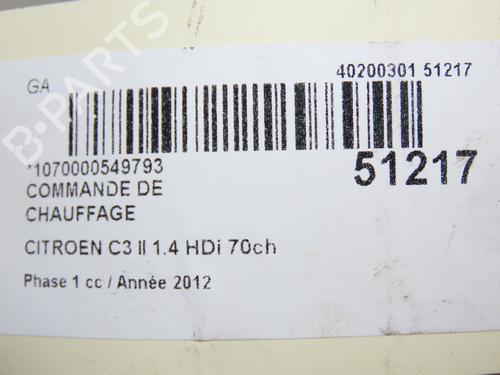 40200301 51217
GA
*1070000549793
51217
COMMANDE DE
CHAUFFAGE
CITROEN C3 II 1.4 HDi 70ch
Phase 1 cc / Année 2012
B-PARTS